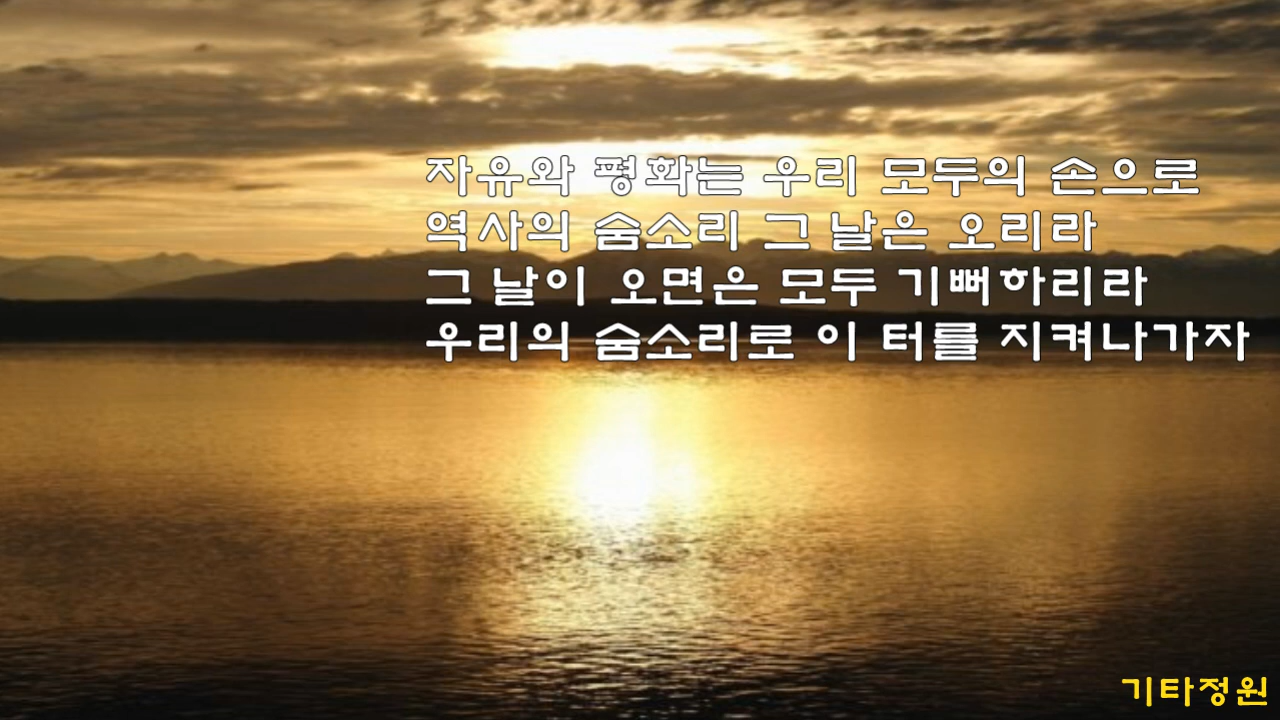 자유와 평화는 우리 모두의 손으로
역사의 숨소리 그 날은 오리라
그 날이 오면은 모두 기뻐하리라
우리의 숨소리로 이 터를 지켜나가자
기타정원